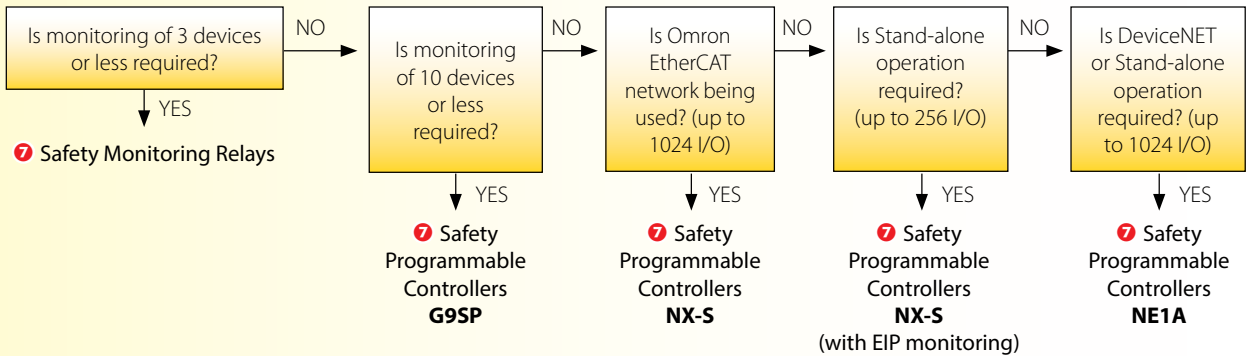 Is monitoring of 3 devices
or less required?
NO
YES
7 Safety Monitoring Relays
Is monitoring
of 10 devices
or less
required?
NO
YES
7 Safety
Programmable
Controllers
G9SP
Is Omron
EtherCAT
network being
used? (up to
1024 I/O)
NO
YES
7 Safety
Programmable
Controllers
NX-S
Is Stand-alone
operation
required?
(up to 256 I/O)
NO
YES
7 Safety
Programmable
Controllers
NX-S
(with EIP monitoring)
Is DeviceNET
or Stand-alone
operation
required? (up
to 1024 I/O)
YES
7 Safety
Programmable
Controllers
NE1A